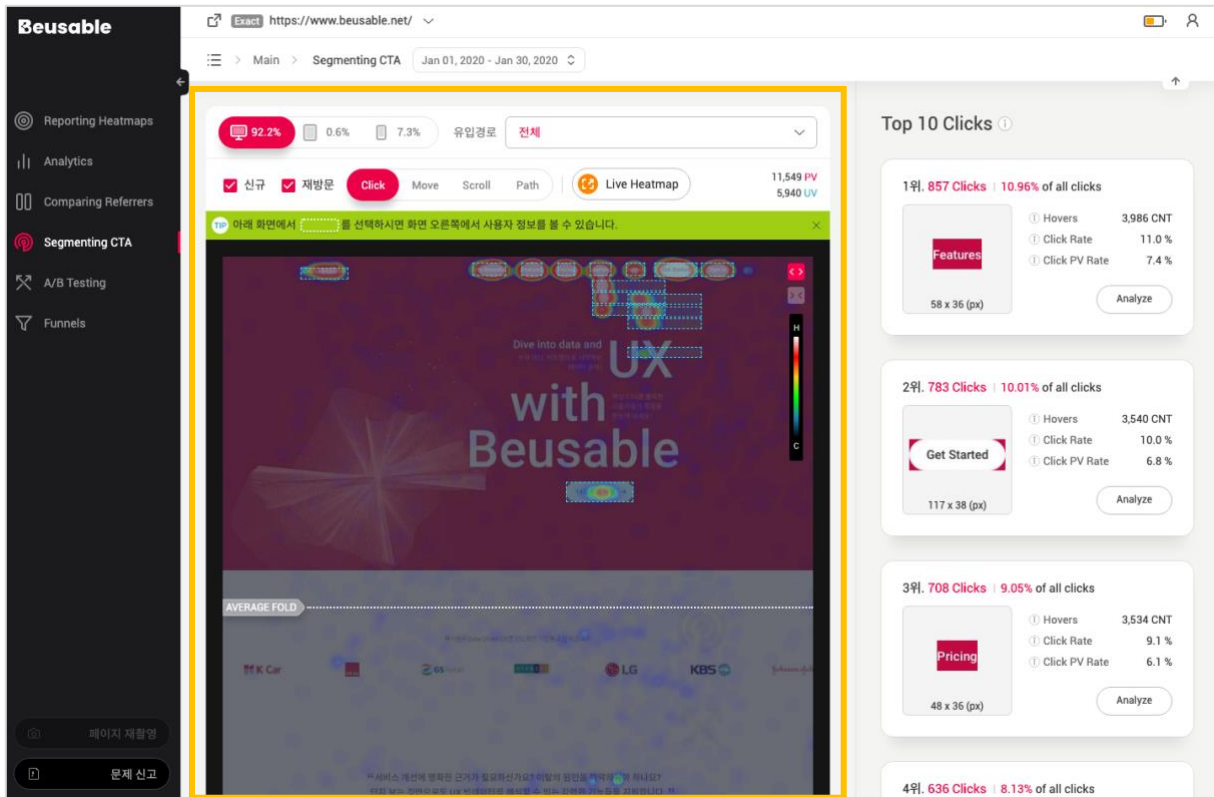 Beusable
Exact https://www.beusable.net/
Main > Segmenting CTA Jan 01, 2020 - Jan 30, 2020
Reporting Heatmaps
Analytics
Comparing Referrers
Segmenting CTA
A/B Testing
Funnels
페이지 재촬영
문제 신고
92.2% 0.6% 7.3% 유입경로 전체
신규 재방문 Click Move Scroll Path Live Heatmap
11,549 PV
5,940 UV
TIP 아래 화면에서 를 선택하시면 화면 오른쪽에서 사용자 정보를 볼 수 있습니다.
H
C
Dive into data and
UX
with
Beusable
AVERAGE FOLD
K Car GS LG KBS
Top 10 Clicks
1위. 857 Clicks | 10.96% of all clicks
Features
58 x 36 (px)
Hovers 3,986 CNT
Click Rate 11.0 %
Click PV Rate 7.4 %
Analyze
2위. 783 Clicks | 10.01% of all clicks
Get Started
117 x 38 (px)
Hovers 3,540 CNT
Click Rate 10.0 %
Click PV Rate 6.8 %
Analyze
3위. 708 Clicks | 9.05% of all clicks
Pricing
48 x 36 (px)
Hovers 3,534 CNT
Click Rate 9.1 %
Click PV Rate 6.1 %
Analyze
4위. 636 Clicks | 8.13% of all clicks